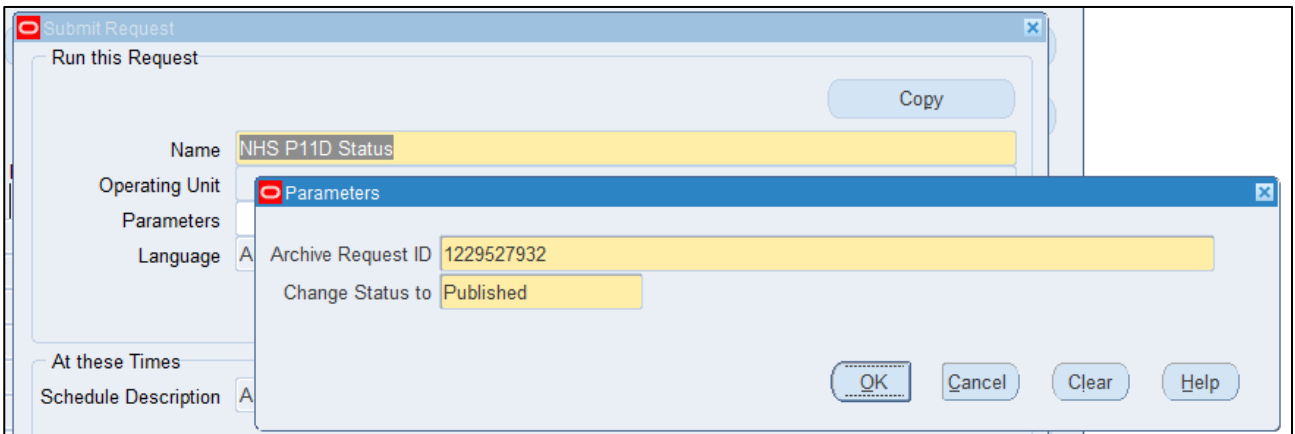 Submit Request
Run this Request
Copy
Name NHS P11D Status
Operating Unit
Parameters
Parameters
Language A
Archive Request ID 1229527932
Change Status to Published
At these Times
Schedule Description A
OK Cancel Clear Help